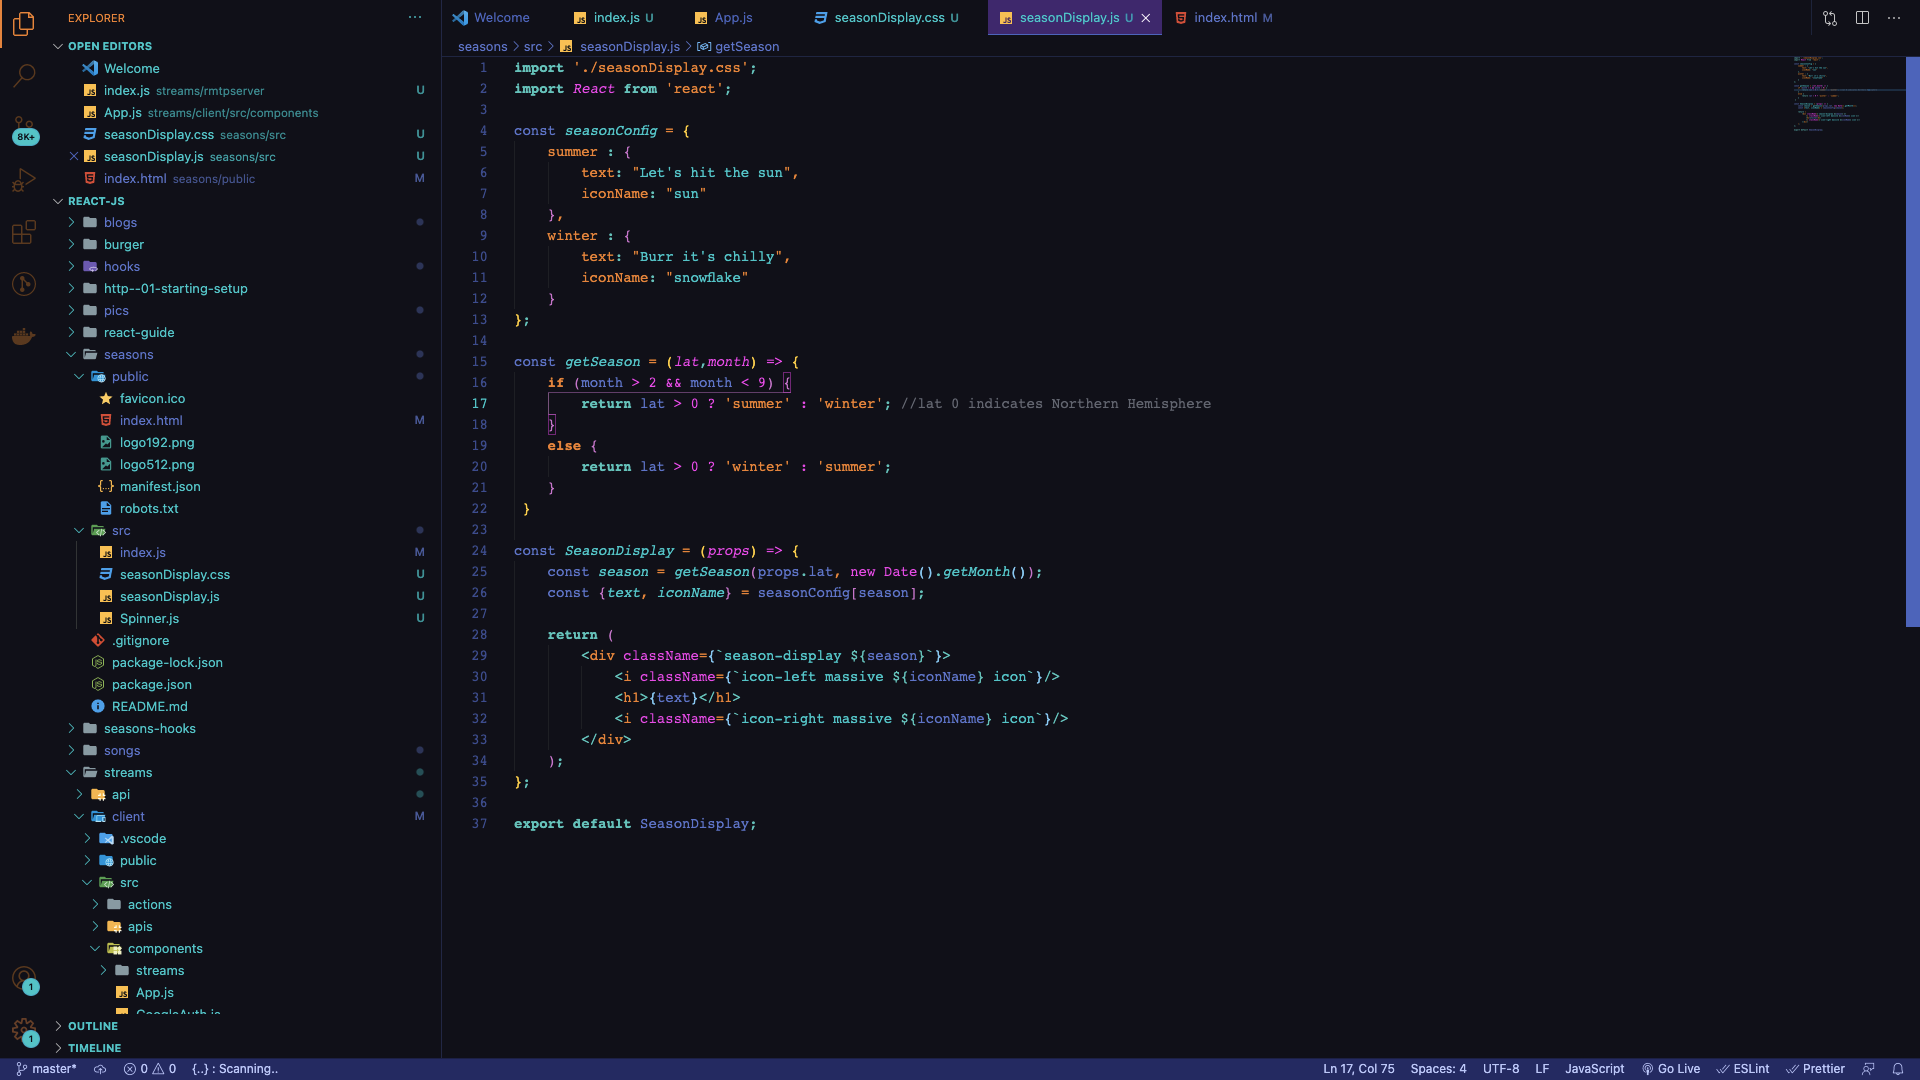 EXPLORER
OPEN EDITORS
Welcome
index.js streams/rmtpserver U
App.js streams/client/src/components
seasonDisplay.css seasons/src U
seasonDisplay.js seasons/src U
index.html seasons/public M
REACT-JS
blogs
burger
hooks
http--01-starting-setup
pics
react-guide
seasons
public
favicon.ico
index.html M
logo192.png
logo512.png
manifest.json
robots.txt
src
index.js M
seasonDisplay.css U
seasonDisplay.js U
Spinner.js U
.gitignore
package-lock.json
package.json
README.md
seasons-hooks
songs
streams
api
client M
.vscode
public
src
actions
apis
components
streams
App.js
GoogleAuth.js
OUTLINE
TIMELINE
8K+
1
1
Welcome index.js U App.js seasonDisplay.css U seasonDisplay.js U index.html M
seasons > src > seasonDisplay.js > getSeason
1 import './seasonDisplay.css';
2 import React from 'react';
3
4 const seasonConfig = {
5 summer : {
6 text: "Let's hit the sun",
7 iconName: "sun"
8 },
9 winter : {
10 text: "Burr it's chilly",
11 iconName: "snowflake"
12 }
13 };
14
15 const getSeason = (lat,month) => {
16 if (month > 2 && month < 9) {
17 return lat > 0 ? 'summer' : 'winter'; //lat 0 indicates Northern Hemisphere
18 }
19 else {
20 return lat > 0 ? 'winter' : 'summer';
21 }
22 }
23
24 const SeasonDisplay = (props) => {
25 const season = getSeason(props.lat, new Date().getMonth());
26 const {text, iconName} = seasonConfig[season];
27
28 return (
29 <div className={`season-display ${season}`}>
30 <i className={`icon-left massive ${iconName} icon`}/>
31 <h1>{text}</h1>
32 <i className={`icon-right massive ${iconName} icon`}/>
33 </div>
34 );
35 };
36
37 export default SeasonDisplay;
master* 0 0 {..} : Scanning.. Ln 17, Col 75 Spaces: 4 UTF-8 LF JavaScript Go Live ESLint Prettier